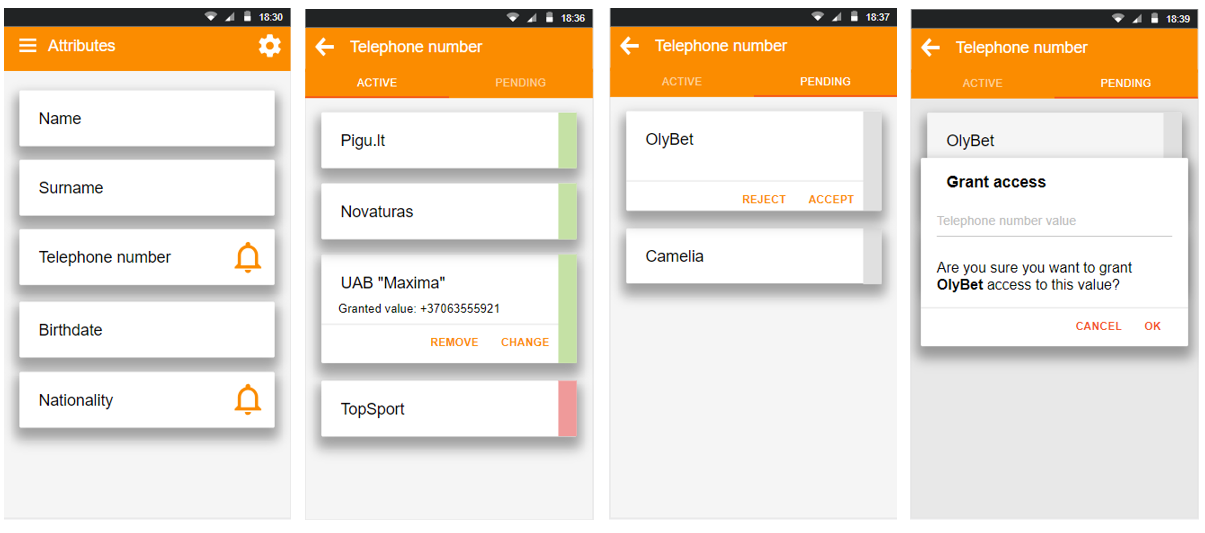 18:30
Attributes
Name
Surname
Telephone number
Birthdate
Nationality
18:36
Telephone number
ACTIVE PENDING
Pigu.lt
Novaturas
UAB "Maxima"
Granted value: +37063555921
REMOVE CHANGE
TopSport
18:37
Telephone number
ACTIVE PENDING
OlyBet
REJECT ACCEPT
Camelia
18:39
Telephone number
ACTIVE PENDING
OlyBet
Grant access
Telephone number value
Are you sure you want to grant
OlyBet access to this value?
CANCEL OK